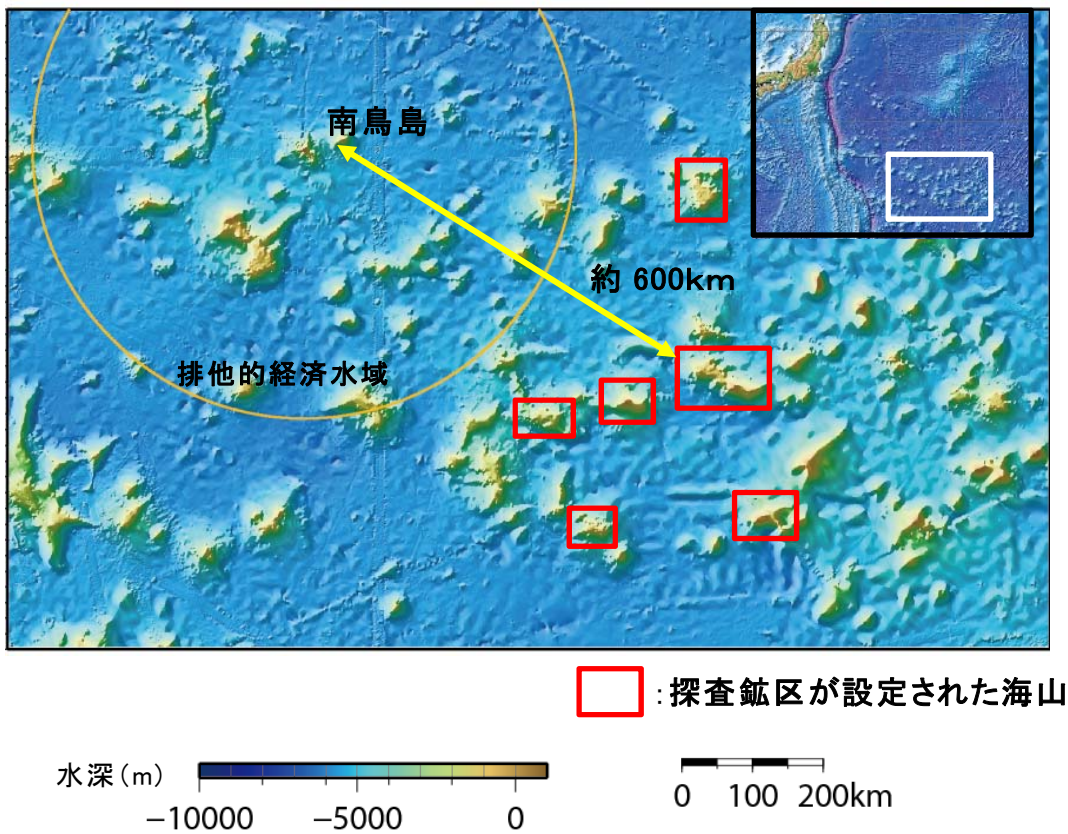 南鳥島
約 600km
排他的経済水域
:探査鉱区が設定された海山
水深(m)
−10000 −5000 0
0 100 200km